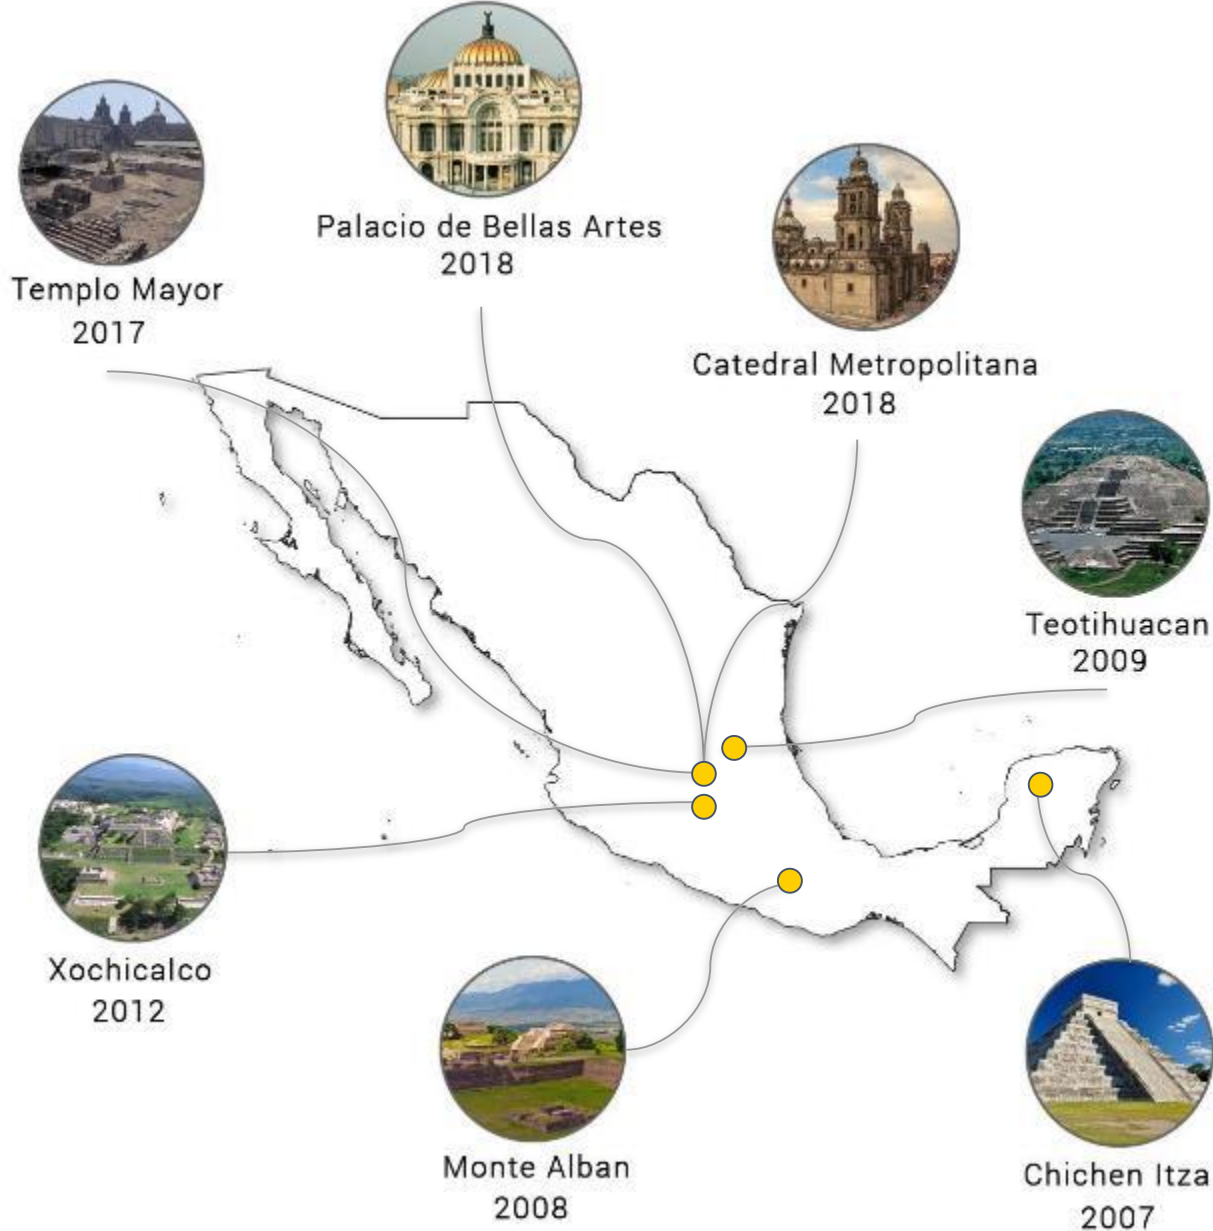 Palacio de Bellas Artes
2018
Templo Mayor
2017
Catedral Metropolitana
2018
Teotihuacan
2009
Xochicalco
2012
Monte Alban
2008
Chichen Itza
2007